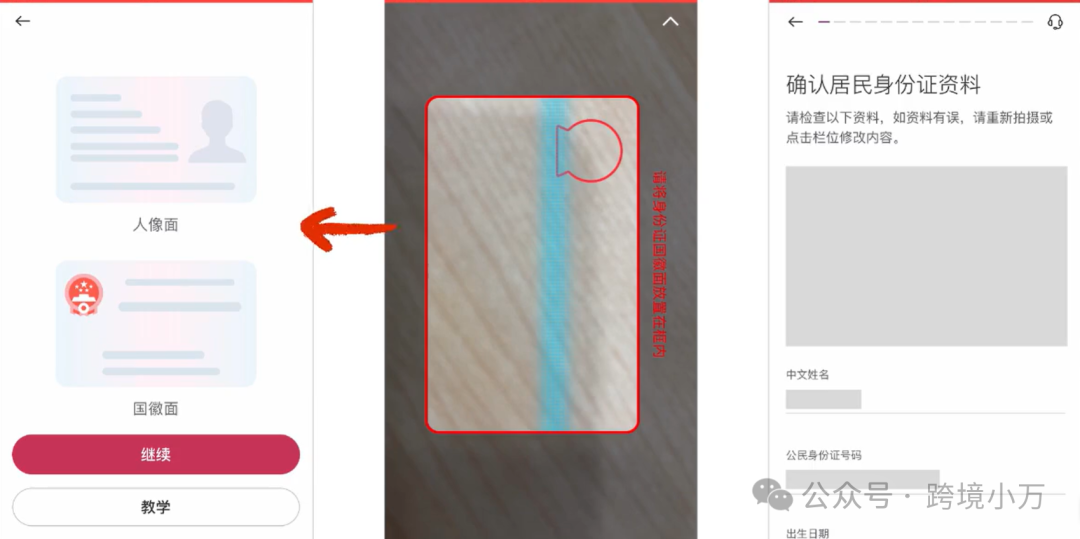 人像面
国徽面
继续
教学
请将身份证国徽面放置在框内
确认居民身份证资料
请检查以下资料，如资料有误，请重新拍摄或
点击栏位修改内容。
中文姓名
公民身份证号码
出生日期
公众号 · 跨境小万